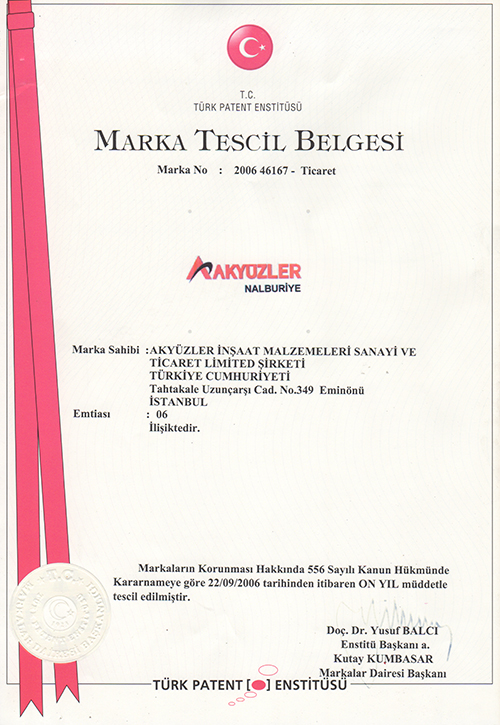 T.C.
TÜRK PATENT ENSTİTÜSÜ
MARKA TESCİL BELGESİ
Marka No : 2006 46167 - Ticaret
AKYÜZLER
NALBURİYE
Marka Sahibi :AKYÜZLER İNŞAAT MALZEMELERİ SANAYİ VE
TİCARET LIMITED ŞİRKETİ
TÜRKİYE CUMHURİYETİ
Tahtakale Uzunçarşı Cad. No.349 Eminönü
İSTANBUL
Emtiası : 06
İlişiktedir.
Markaların Korunması Hakkında 556 Sayılı Kanun Hükmünde
Kararnameye göre 22/09/2006 tarihinden itibaren ON YIL müddetle
tescil edilmiştir.
Doç. Dr. Yusuf BALCI
Enstitü Başkanı a.
Kutay KUMBASAR
Markalar Dairesi Başkanı
TÜRK PATENT ENSTİTÜSÜ
T.C.